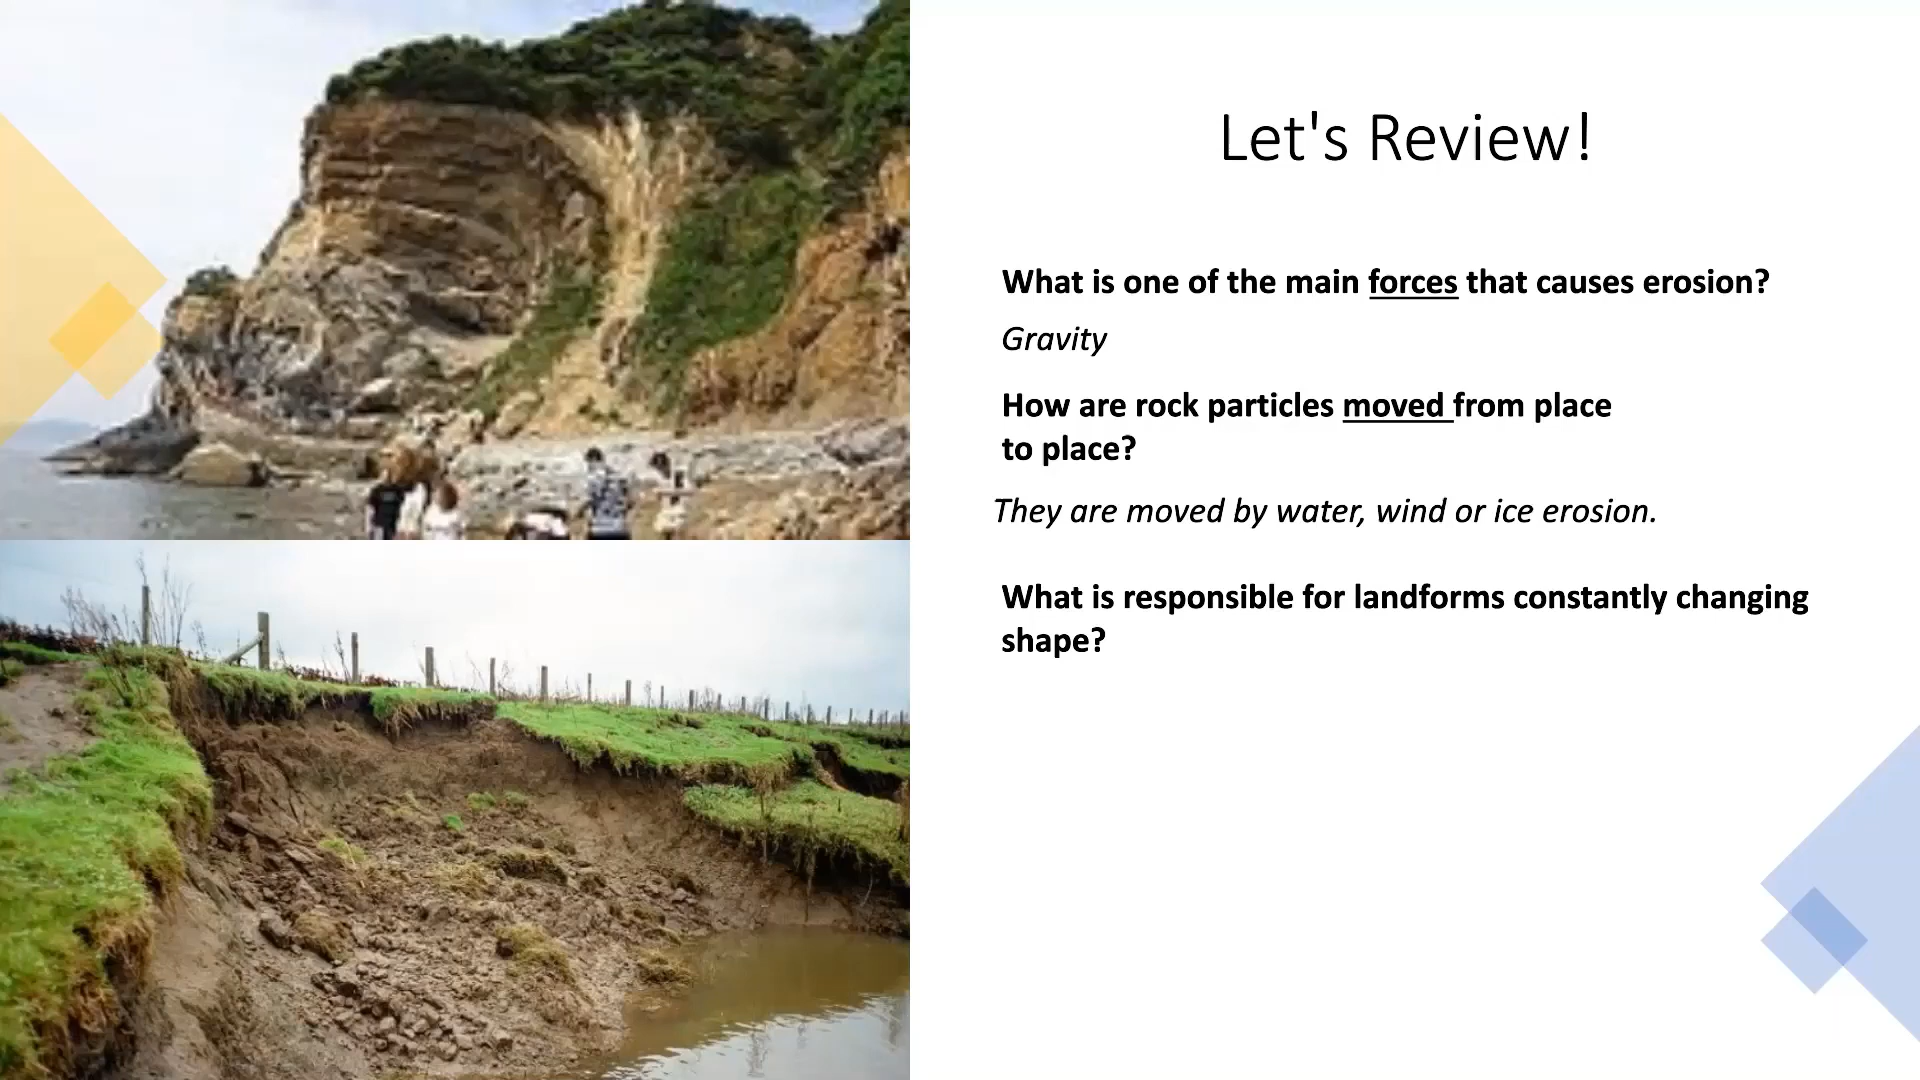 Let's Review!
What is one of the main forces that causes erosion?
Gravity
How are rock particles moved from place
to place?
They are moved by water, wind or ice erosion.
What is responsible for landforms constantly changing
shape?